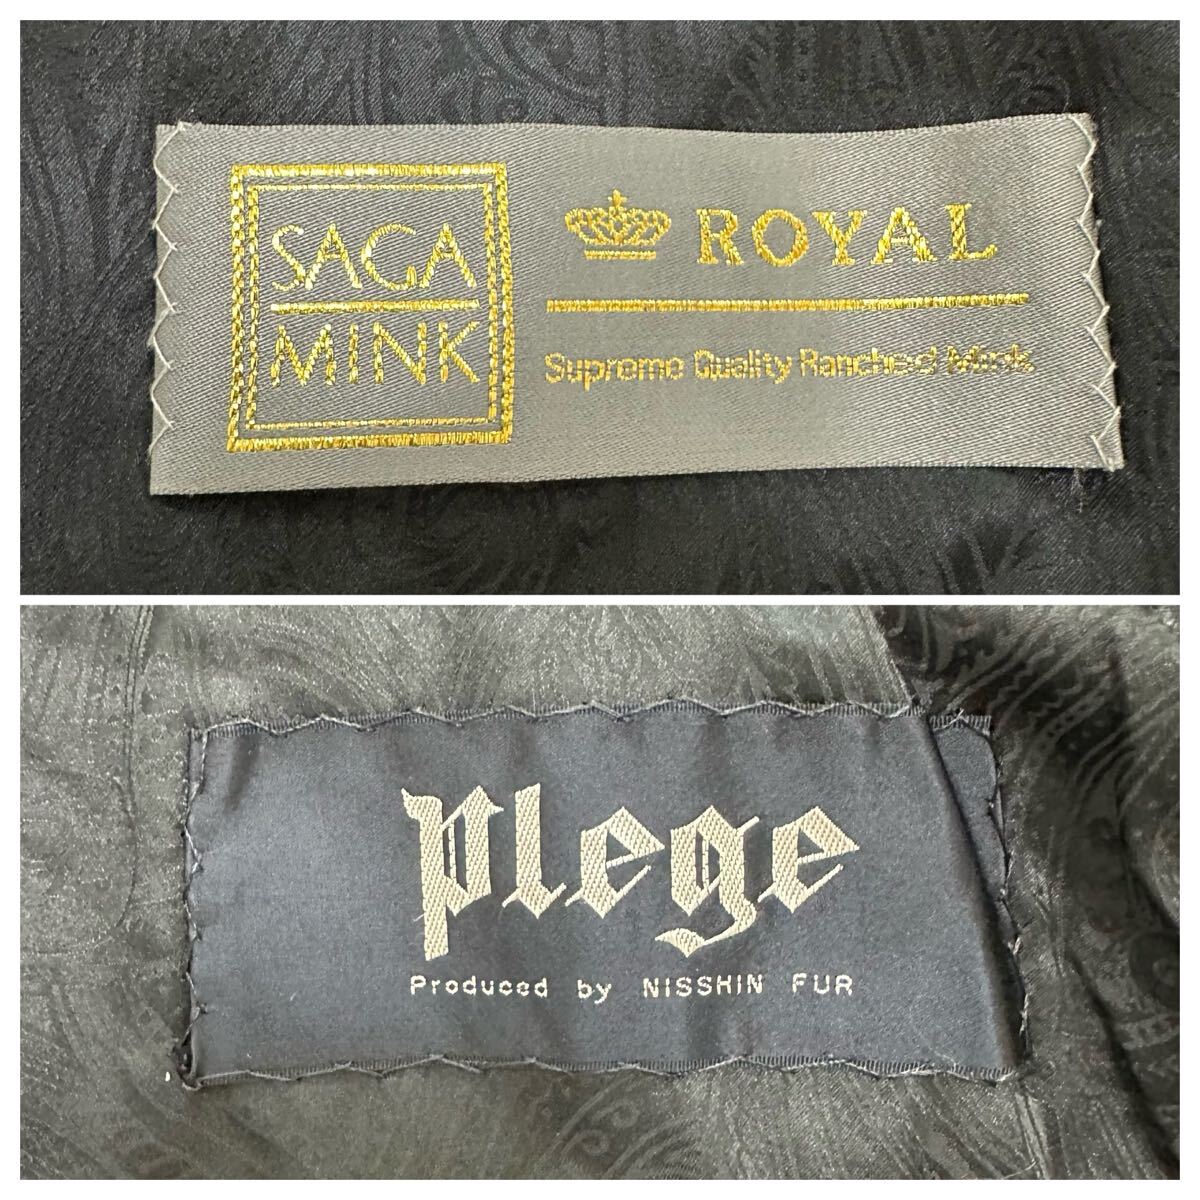 SAGA
MINK
ROYAL
Supreme Quality Ranched Mink
Plege
Produced by NISSHIN FUR